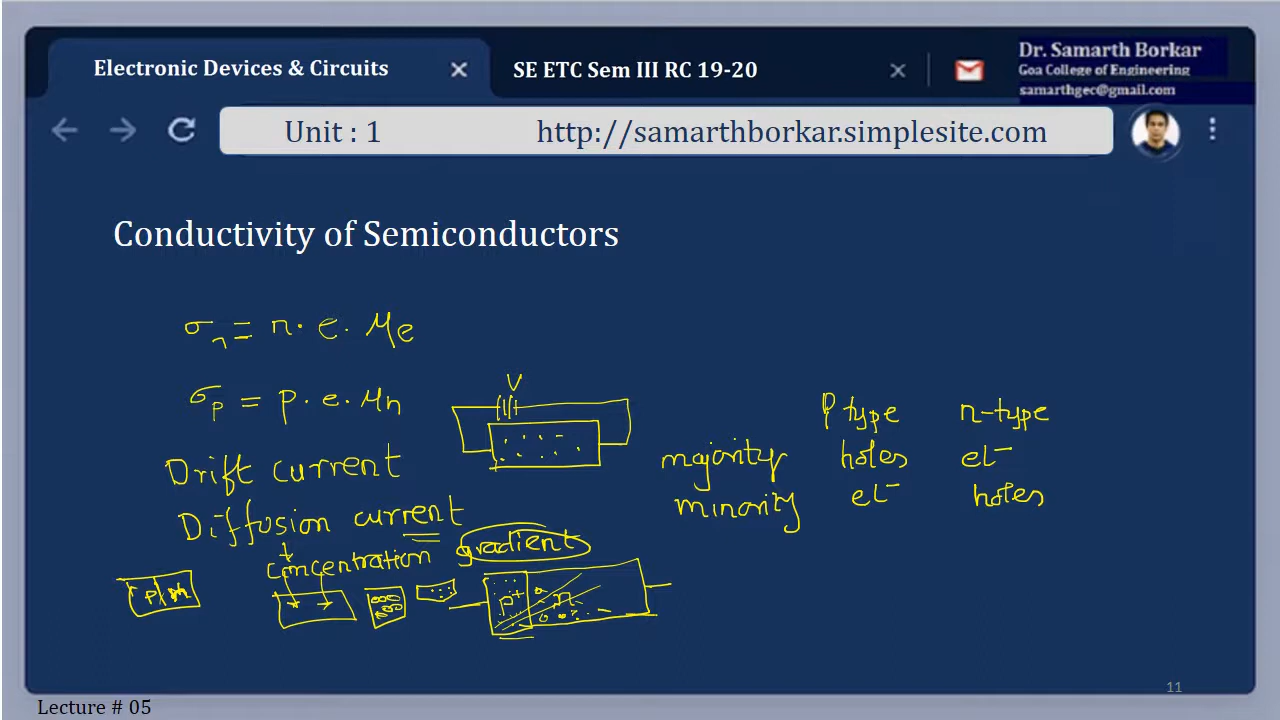 Electronic Devices & Circuits
SE ETC Sem III RC 19-20
Dr. Samarth Borkar
Goa College of Engineering
samarthgec@gmail.com
Unit : 1 http://samarthborkar.simplesite.com
Conductivity of Semiconductors
σn = n · e · μe
σp = p · e · μn
V
P type n-type
majority holes el⁻
minority el⁻ holes
Drift current
Diffusion current
concentration gradient
p n
p+ n
11
Lecture # 05